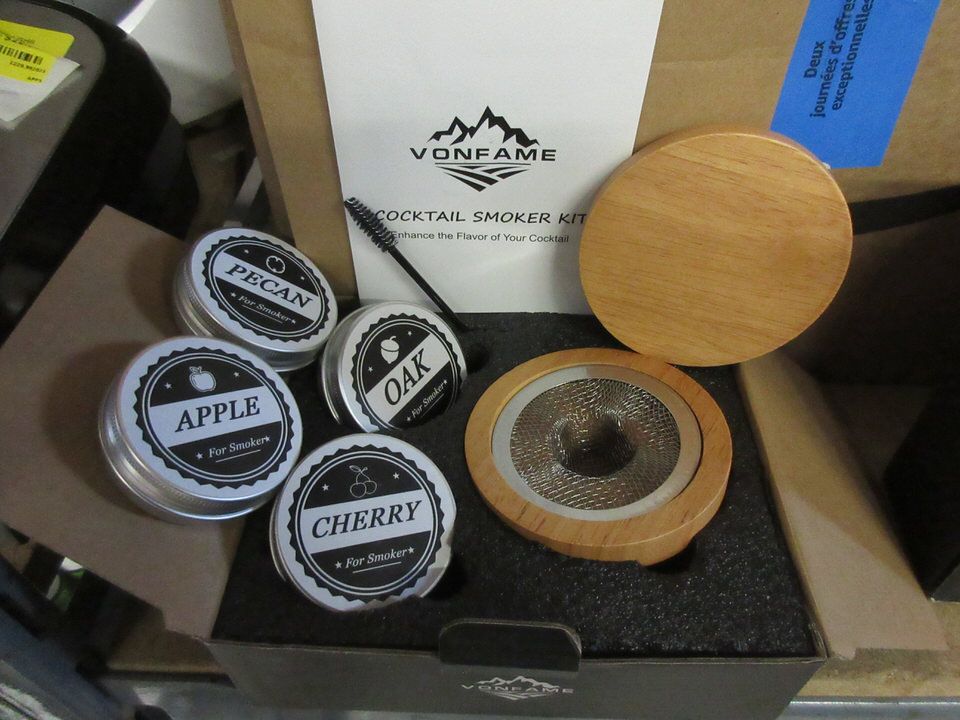 Deux
journées d'offres
exceptionnelles
VONFAME
COCKTAIL SMOKER KIT
Enhance the Flavor of Your Cocktail
PECAN
For Smoker
OAK
For Smoker
APPLE
For Smoker
CHERRY
For Smoker
VONFAME